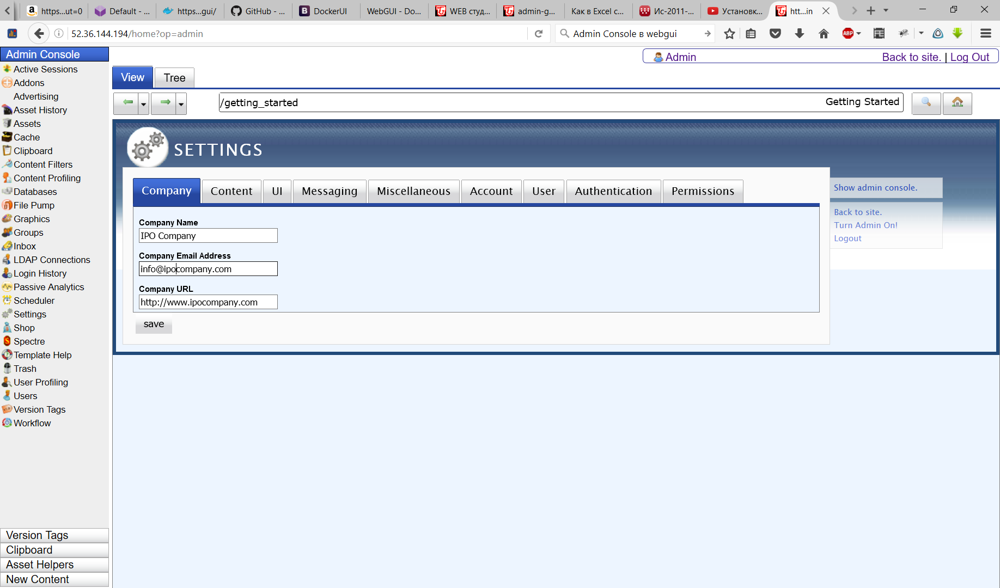 https...ut=0
Default - ...
https...gui/
GitHub - ...
DockerUI
WebGUI - Do...
WEB студ...
admin-g...
Как в Excel с...
Ис-2011-...
Установк...
htt...in
52.36.144.194/home?op=admin
Admin Console в webgui
ABP
Admin Console
Active Sessions
Addons
Advertising
Asset History
Assets
Cache
Clipboard
Content Filters
Content Profiling
Databases
File Pump
Graphics
Groups
Inbox
LDAP Connections
Login History
Passive Analytics
Scheduler
Settings
Shop
Spectre
Template Help
Trash
User Profiling
Users
Version Tags
Workflow
Version Tags
Clipboard
Asset Helpers
New Content
Admin
Back to site. | Log Out
View
Tree
/getting_started
Getting Started
SETTINGS
Company
Content
UI
Messaging
Miscellaneous
Account
User
Authentication
Permissions
Company Name
IPO Company
Company Email Address
info@ipocompany.com
Company URL
http://www.ipocompany.com
save
Show admin console.
Back to site.
Turn Admin On!
Logout